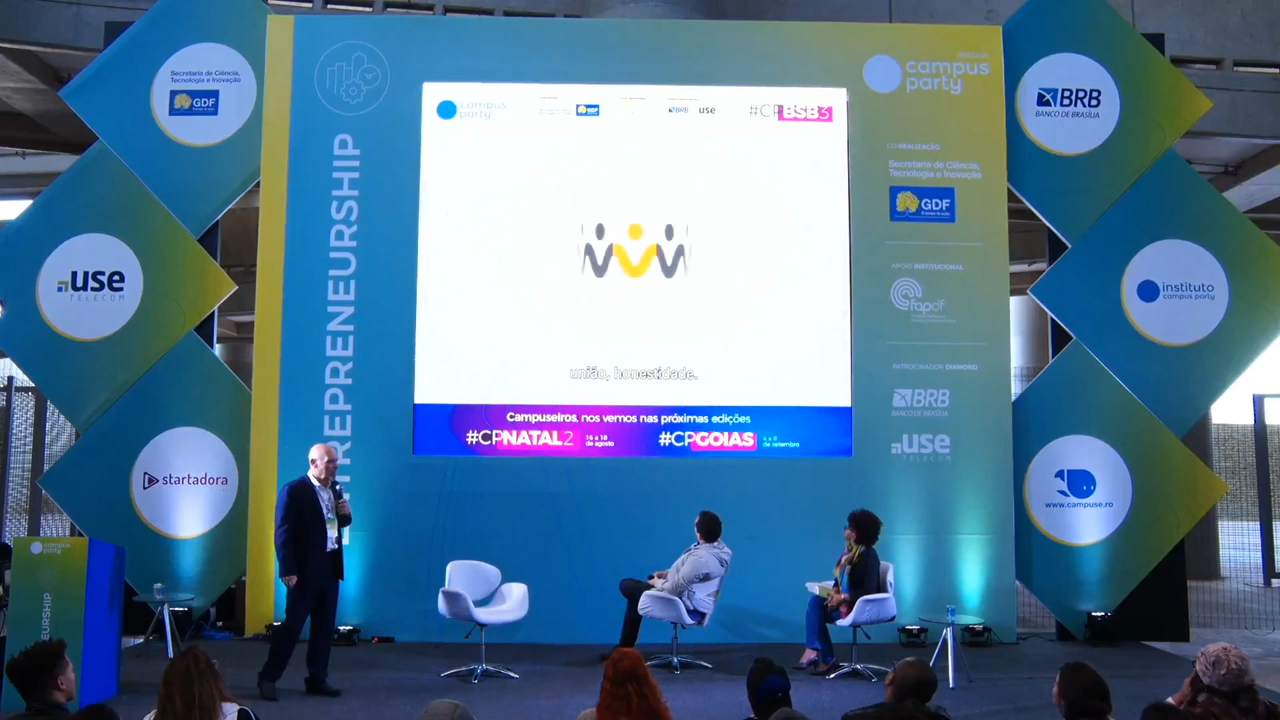 Secretaria de Ciência,
Tecnologia e Inovação
GDF
USE
TELECOM
startadora
campus
party
EURSHIP
TREPRENEURSHIP
campus
party
GDF
BRB
use
#CPBSB3
união, honestidade.
Campuseiros, nos vemos nas próximas edições
#CPNATAL2
16 a 18
de agosto
#CPGOIAS
4 a 8
de setembro
campus
party
CO-REALIZAÇÃO
Secretaria de Ciência,
Tecnologia e Inovação
GDF
APOIO INSTITUCIONAL
fapdf
PATROCINADOR DIAMOND
BRB
BANCO DE BRASÍLIA
use
TELECOM
BRB
BANCO DE BRASÍLIA
instituto
campus party
www.campuse.ro